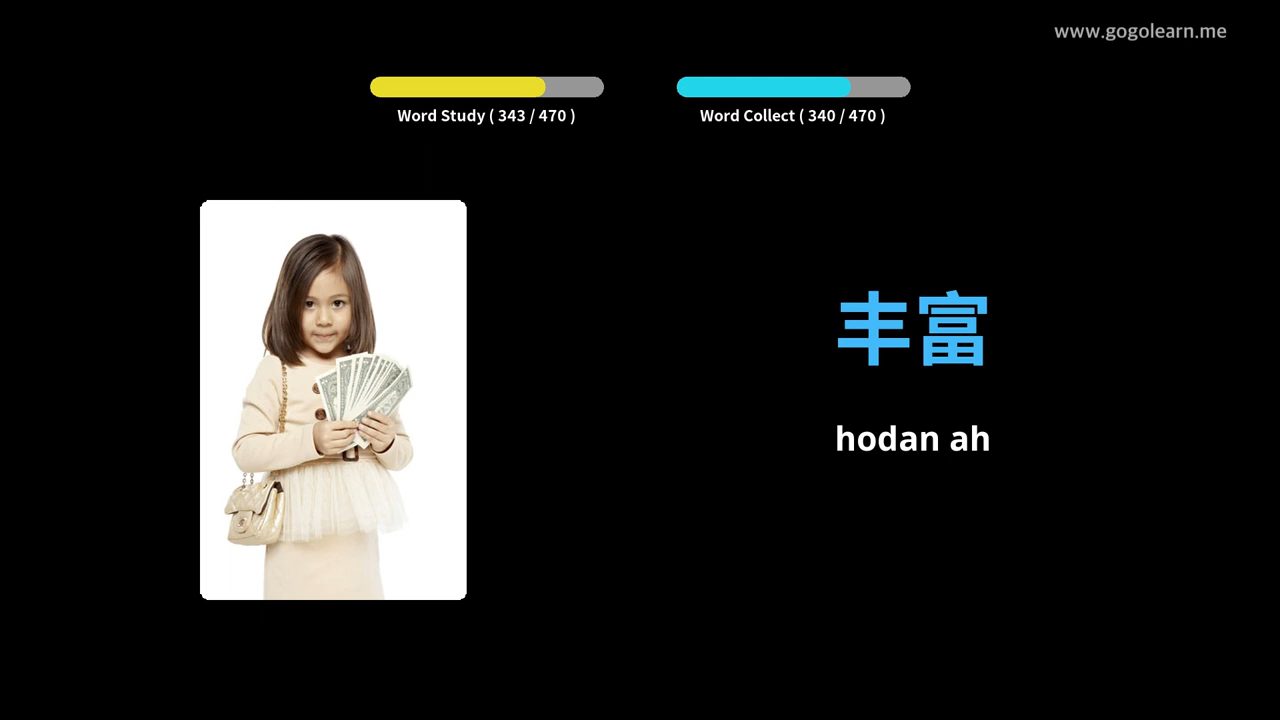 www.gogolearn.me
Word Study ( 343 / 470 )
Word Collect ( 340 / 470 )
丰富
hodan ah